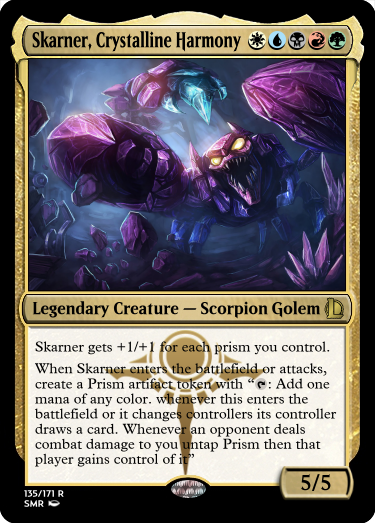 Skarner, Crystalline Harmony
Legendary Creature — Scorpion Golem
Skarner gets +1/+1 for each prism you control.
When Skarner enters the battlefield or attacks,
create a Prism artifact token with “: Add one
mana of any color. whenever this enters the
battlefield or it changes controllers its controller
draws a card. Whenever an opponent deals
combat damage to you untap Prism then that
player gains control of it”
5/5
135/171 R
SMR